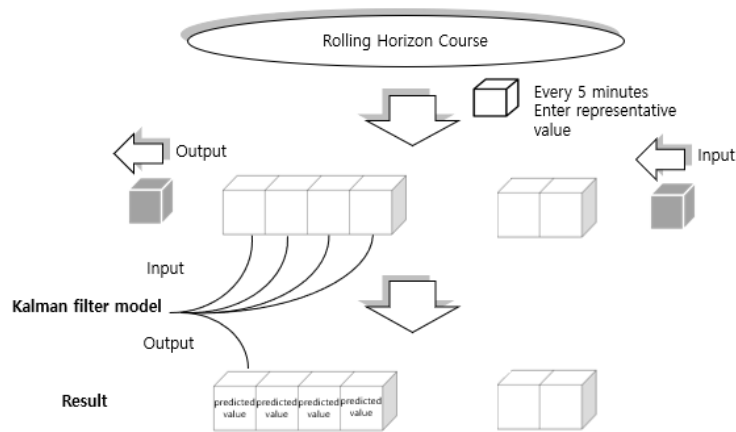 Rolling Horizon Course
Every 5 minutes
Enter representative
value
Output
Input
Input
Kalman filter model
Output
Result
predicted
value
predicted
value
predicted
value
predicted
value